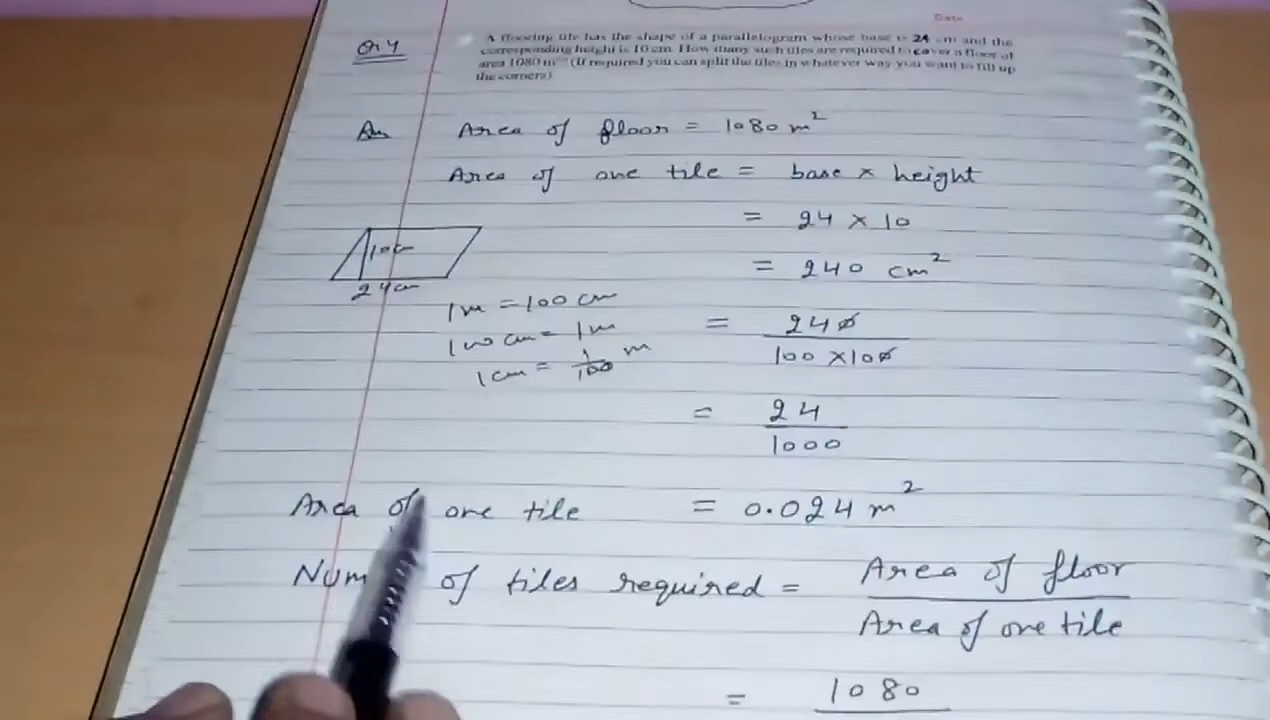 Date
Qn 4
A flooring tile has the shape of a parallelogram whose base is 24 cm and the
corresponding height is 10 cm. How many such tiles are required to cover a floor of
area 1080 m² (If required you can split the tiles in whatever way you want to fill up
the corners)
Ans Area of floor = 1080 m²
Area of one tile = base × height
= 24 × 10
= 240 cm²
10cm
24cm
1m = 100 cm
100 cm = 1m
1cm = 1/100 m
= 240/100 × 100
= 24/1000
Area of one tile = 0.024 m²
Num of tiles required = Area of floor/Area of one tile
= 1080